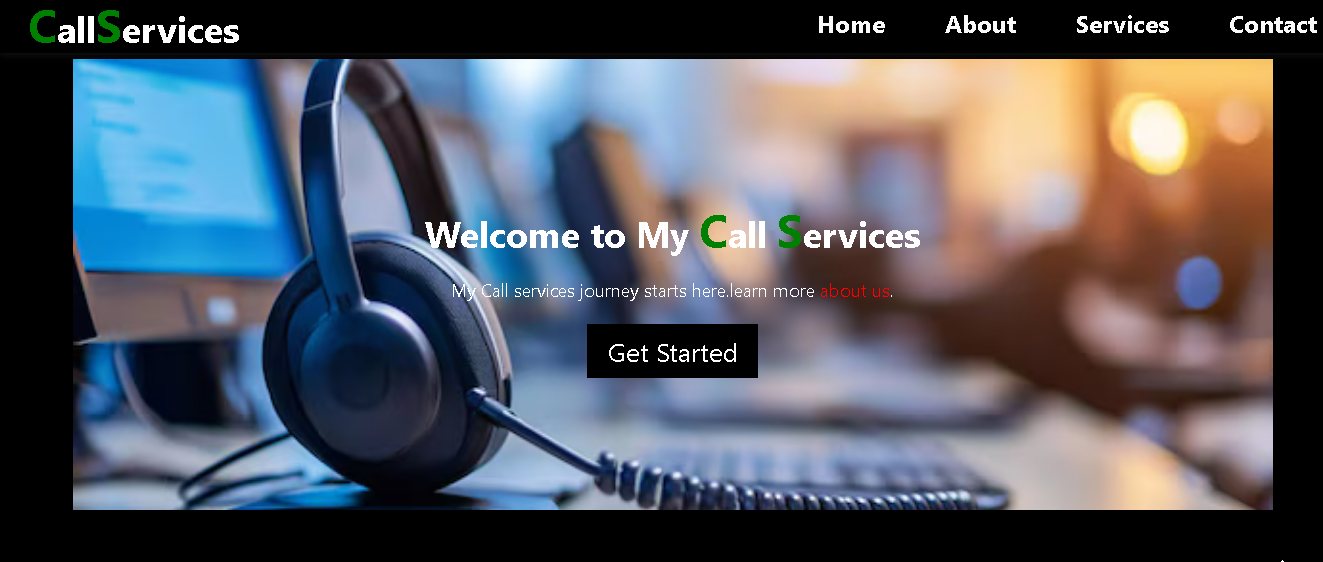 CallServices
Home About Services Contact
Welcome to My Call Services
My Call services journey starts here.learn more about us.
Get Started